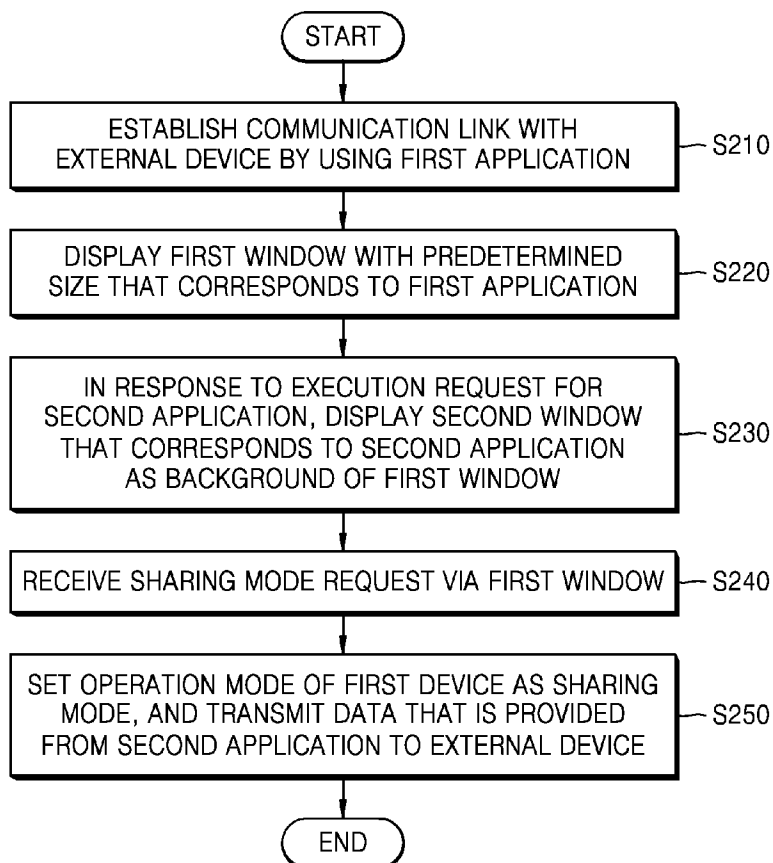 START
ESTABLISH COMMUNICATION LINK WITH
EXTERNAL DEVICE BY USING FIRST APPLICATION
S210
DISPLAY FIRST WINDOW WITH PREDETERMINED
SIZE THAT CORRESPONDS TO FIRST APPLICATION
S220
IN RESPONSE TO EXECUTION REQUEST FOR
SECOND APPLICATION, DISPLAY SECOND WINDOW
THAT CORRESPONDS TO SECOND APPLICATION
AS BACKGROUND OF FIRST WINDOW
S230
RECEIVE SHARING MODE REQUEST VIA FIRST WINDOW
S240
SET OPERATION MODE OF FIRST DEVICE AS SHARING
MODE, AND TRANSMIT DATA THAT IS PROVIDED
FROM SECOND APPLICATION TO EXTERNAL DEVICE
S250
END